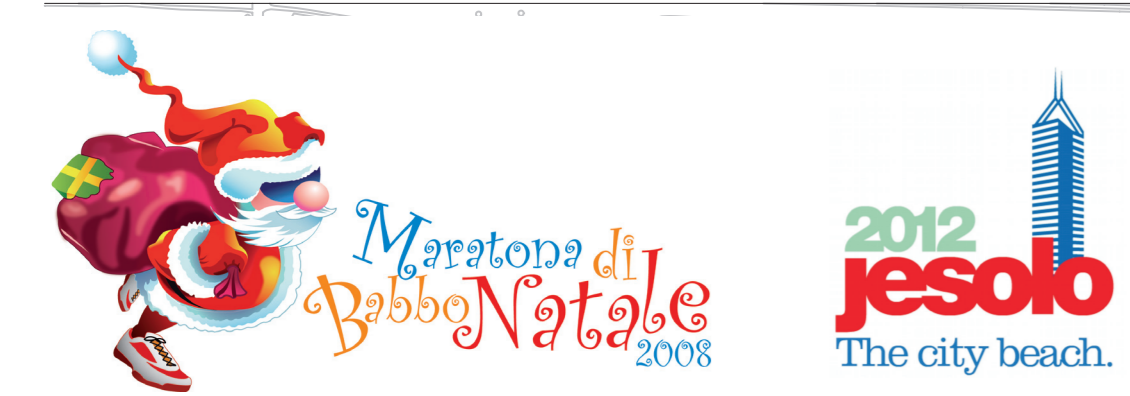 Maratona di
Babbo Natale
2008
2012
jesolo
The city beach.